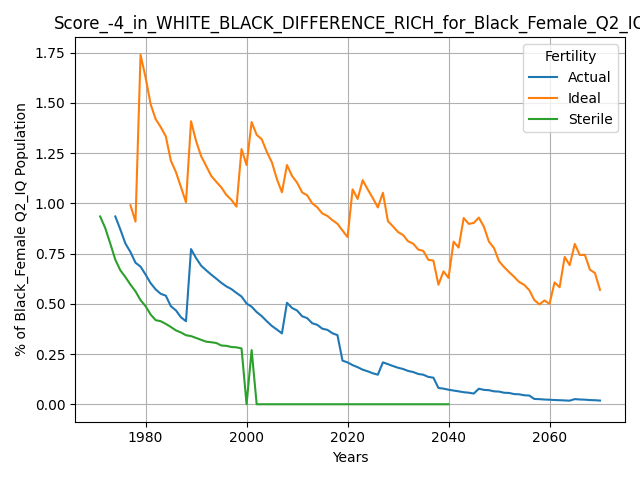 Score_-4_in_WHITE_BLACK_DIFFERENCE_RICH_for_Black_Female_Q2_IQ
Fertility
Actual
Ideal
Sterile
% of Black_Female Q2_IQ Population
1.75
1.50
1.25
1.00
0.75
0.50
0.25
0.00
1980 2000 2020 2040 2060
Years